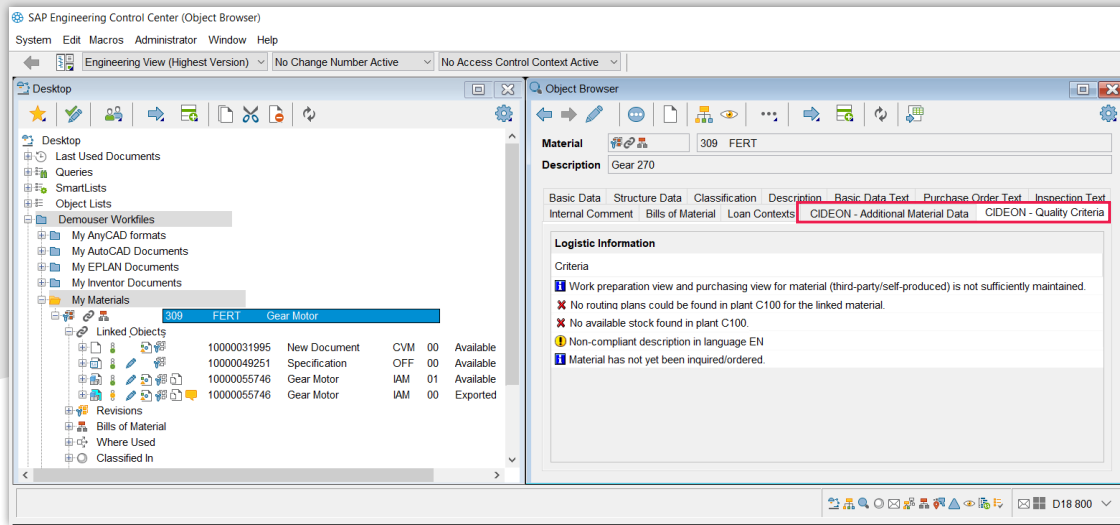 SAP Engineering Control Center (Object Browser)
System Edit Macros Administrator Window Help
Engineering View (Highest Version) No Change Number Active No Access Control Context Active
Desktop
Desktop
Last Used Documents
Queries
SmartLists
Object Lists
Demouser Workfiles
My AnyCAD formats
My AutoCAD Documents
My EPLAN Documents
My Inventor Documents
My Materials
309 FERT Gear Motor
Linked Objects
10000031995 New Document CVM 00 Available
10000049251 Specification OFF 00 Available
10000055746 Gear Motor IAM 01 Available
10000055746 Gear Motor IAM 00 Exported
Revisions
Bills of Material
Where Used
Classified In
Object Browser
Material 309 FERT
Description Gear 270
Basic Data Structure Data Classification Description Basic Data Text Purchase Order Text Inspection Text
Internal Comment Bills of Material Loan Contexts CIDEON - Additional Material Data CIDEON - Quality Criteria
Logistic Information
Criteria
Work preparation view and purchasing view for material (third-party/self-produced) is not sufficiently maintained.
No routing plans could be found in plant C100 for the linked material.
No available stock found in plant C100.
Non-compliant description in language EN
Material has not yet been inquired/ordered.
D18 800